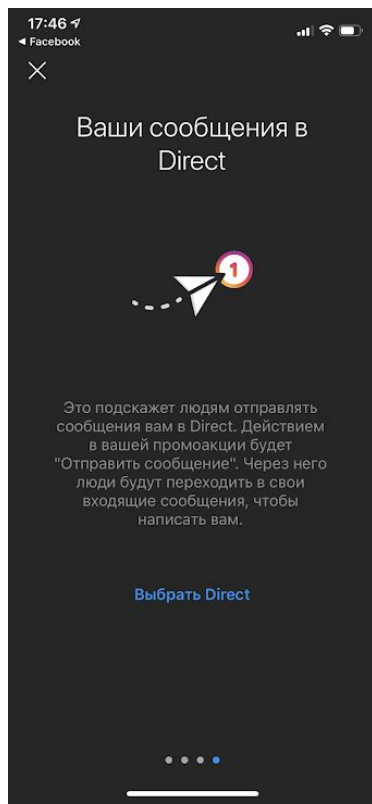 17:46
Facebook
Ваши сообщения в
Direct
1
Это подскажет людям отправлять
сообщения вам в Direct. Действием
в вашей промоакции будет
"Отправить сообщение". Через него
люди будут переходить в свои
входящие сообщения, чтобы
написать вам.
Выбрать Direct